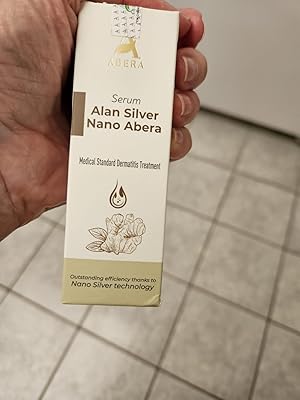 ABERA
Serum
Alan Silver
Nano Abera
Medical Standard Dermatitis Treatment
Outstanding efficiency thanks to
Nano Silver technology